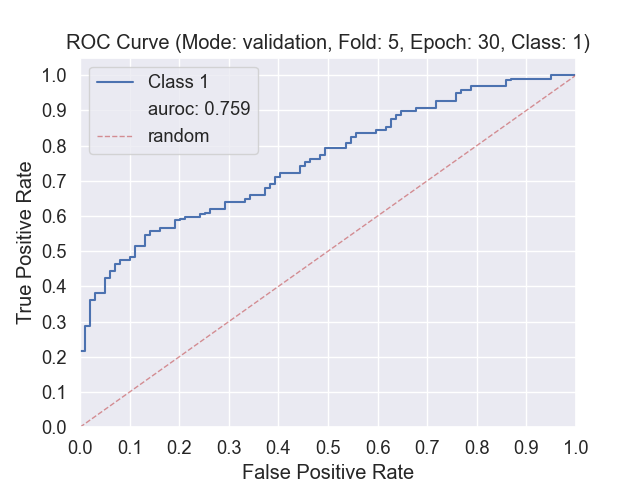 ROC Curve (Mode: validation, Fold: 5, Epoch: 30, Class: 1)
Class 1
auroc: 0.759
random
True Positive Rate
1.0
0.9
0.8
0.7
0.6
0.5
0.4
0.3
0.2
0.1
0.0
0.0 0.1 0.2 0.3 0.4 0.5 0.6 0.7 0.8 0.9 1.0
False Positive Rate